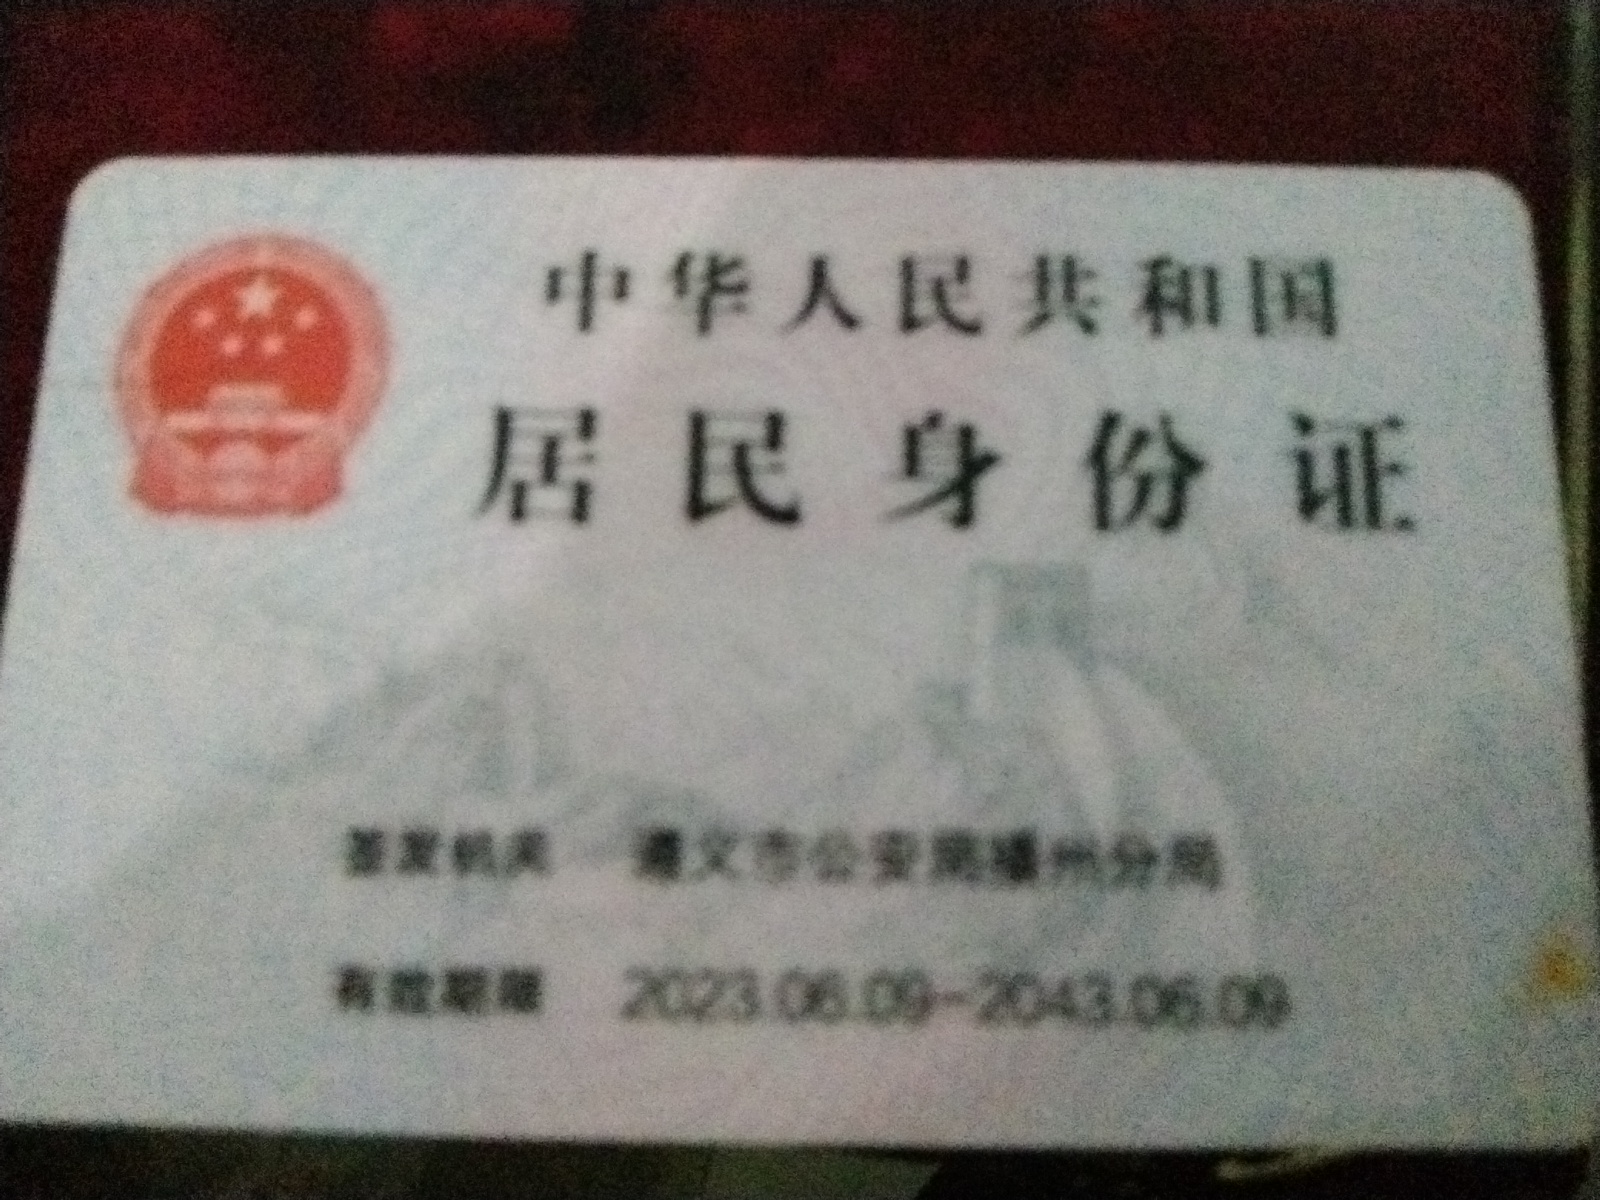 中华人民共和国
居民身份证
签发机关 遵义市公安局播州分局
有效期限 2023.06.09-2043.06.09